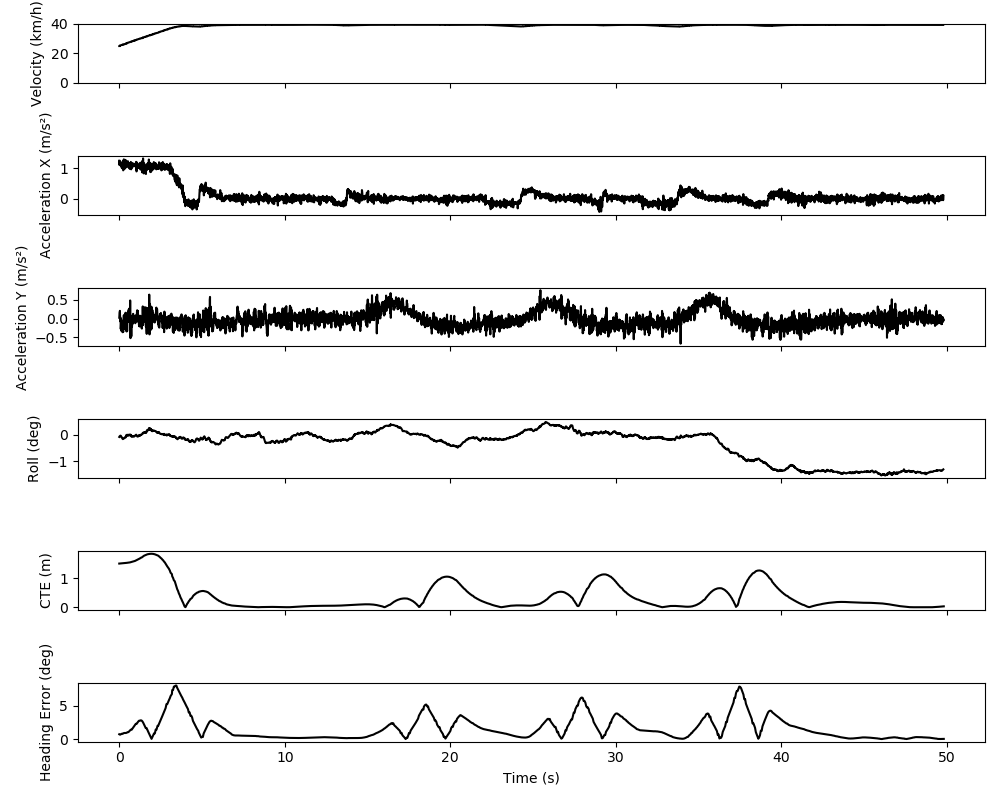 Velocity (km/h)
40
20
0
Acceleration X (m/s²)
1
0
Acceleration Y (m/s²)
0.5
0.0
−0.5
Roll (deg)
0
−1
CTE (m)
1
0
Heading Error (deg)
5
0
0 10 20 30 40 50
Time (s)